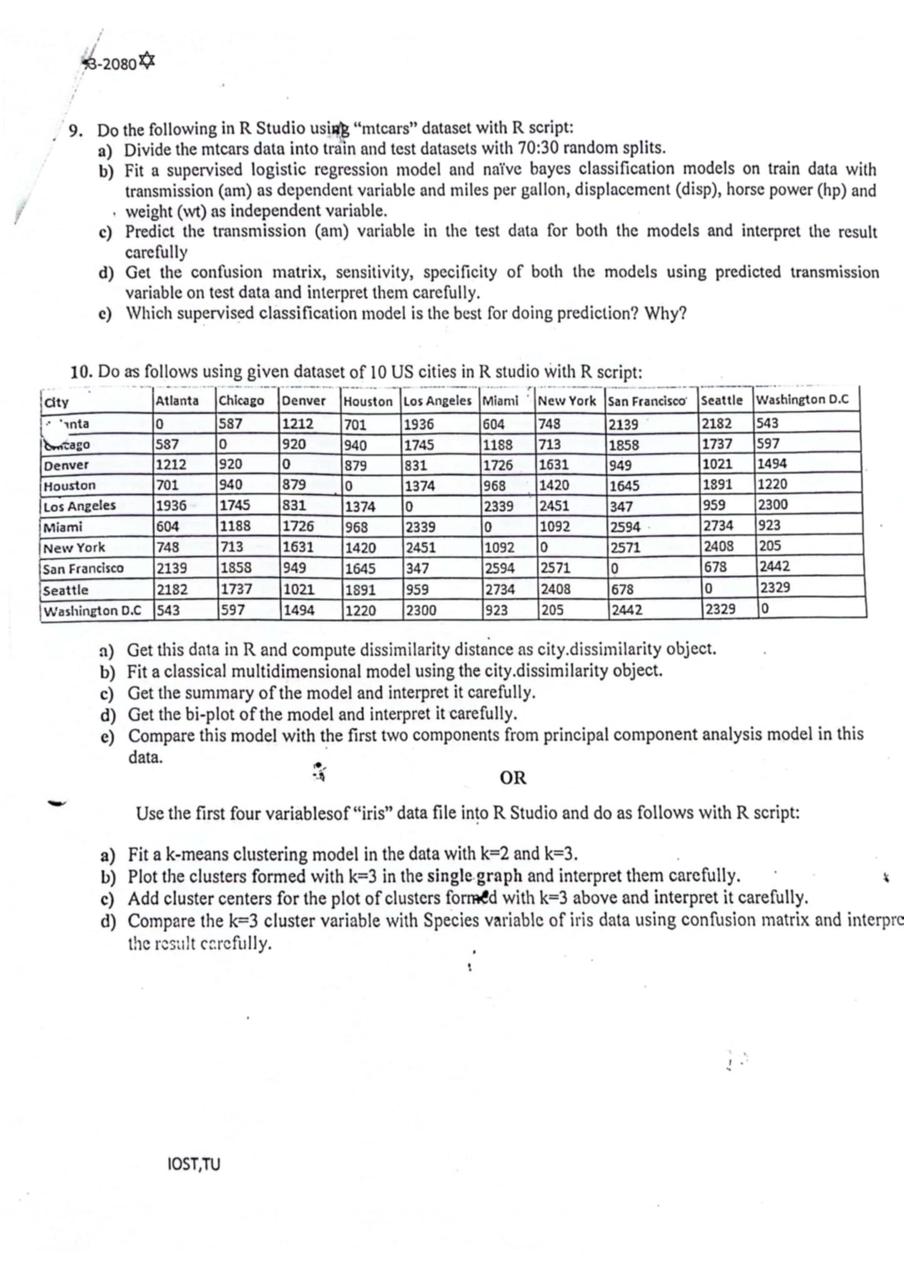 3-2080✡
9. Do the following in R Studio using “mtcars” dataset with R script:
a) Divide the mtcars data into train and test datasets with 70:30 random splits.
b) Fit a supervised logistic regression model and naïve bayes classification models on train data with
transmission (am) as dependent variable and miles per gallon, displacement (disp), horse power (hp) and
weight (wt) as independent variable.
c) Predict the transmission (am) variable in the test data for both the models and interpret the result
carefully
d) Get the confusion matrix, sensitivity, specificity of both the models using predicted transmission
variable on test data and interpret them carefully.
e) Which supervised classification model is the best for doing prediction? Why?
10. Do as follows using given dataset of 10 US cities in R studio with R script:
City Atlanta Chicago Denver Houston Los Angeles Miami New York San Francisco Seattle Washington D.C
anta 0 587 1212 701 1936 604 748 2139 2182 543
cago 587 0 920 940 1745 1188 713 1858 1737 597
Denver 1212 920 0 879 831 1726 1631 949 1021 1494
Houston 701 940 879 0 1374 968 1420 1645 1891 1220
Los Angeles 1936 1745 831 1374 0 2339 2451 347 959 2300
Miami 604 1188 1726 968 2339 0 1092 2594 2734 923
New York 748 713 1631 1420 2451 1092 0 2571 2408 205
San Francisco 2139 1858 949 1645 347 2594 2571 0 678 2442
Seattle 2182 1737 1021 1891 959 2734 2408 678 0 2329
Washington D.C 543 597 1494 1220 2300 923 205 2442 2329 0
a) Get this data in R and compute dissimilarity distance as city.dissimilarity object.
b) Fit a classical multidimensional model using the city.dissimilarity object.
c) Get the summary of the model and interpret it carefully.
d) Get the bi-plot of the model and interpret it carefully.
e) Compare this model with the first two components from principal component analysis model in this
data.
OR
Use the first four variablesof “iris” data file into R Studio and do as follows with R script:
a) Fit a k-means clustering model in the data with k=2 and k=3.
b) Plot the clusters formed with k=3 in the single graph and interpret them carefully.
c) Add cluster centers for the plot of clusters formed with k=3 above and interpret it carefully.
d) Compare the k=3 cluster variable with Species variable of iris data using confusion matrix and interpre
the result carefully.
IOST,TU